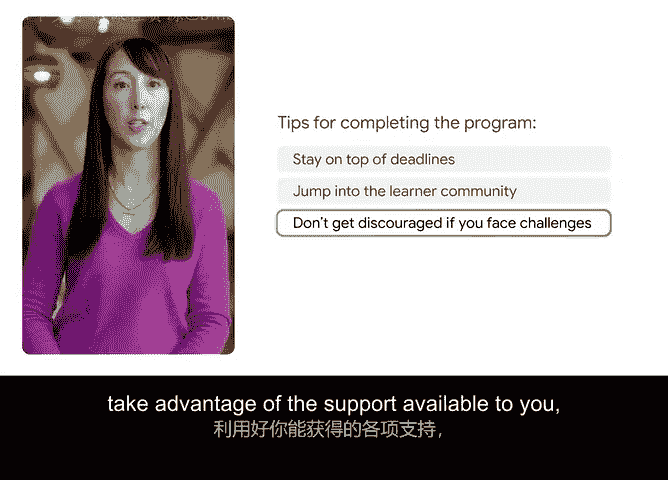 Tips for completing the program:
Stay on top of deadlines
Jump into the learner community
Don't get discouraged if you face challenges
take advantage of the support available to you,
利用好你能获得的各项支持，